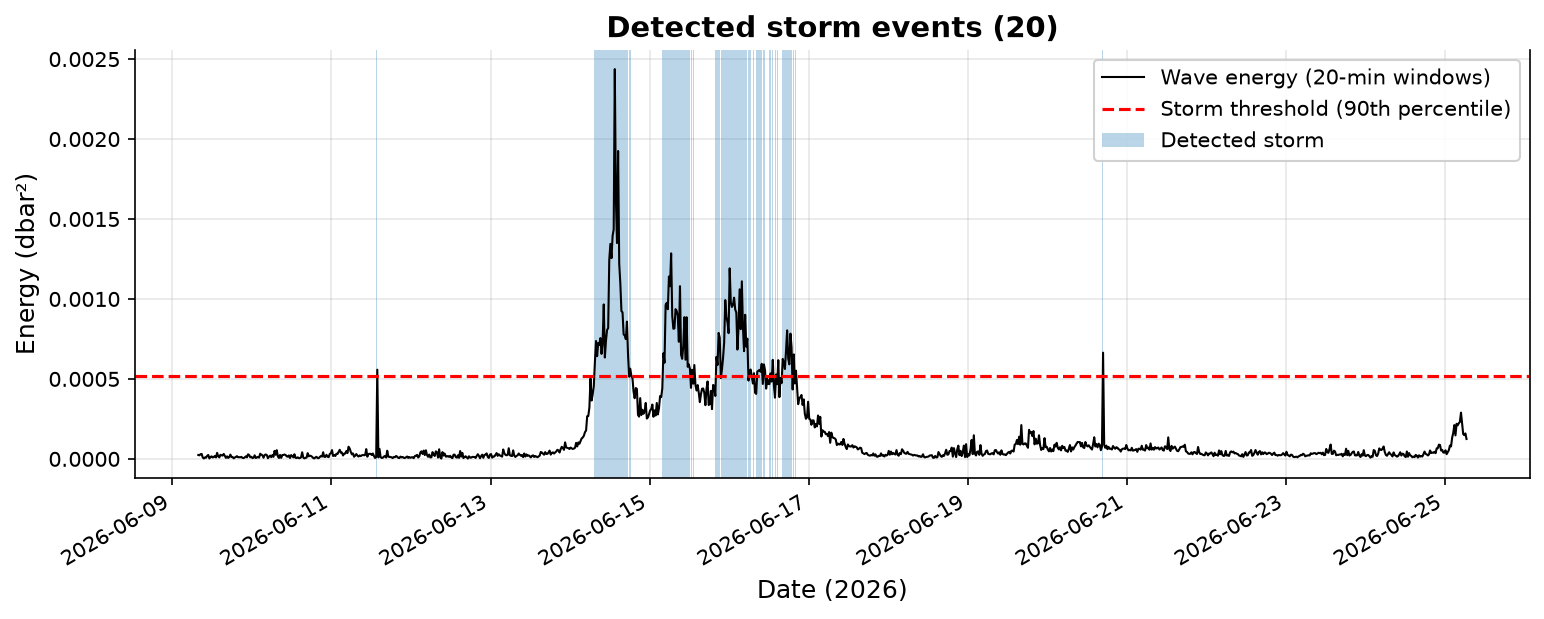 Detected storm events (20)
Wave energy (20-min windows)
Storm threshold (90th percentile)
Detected storm
Energy (dbar²)
0.0025
0.0020
0.0015
0.0010
0.0005
0.0000
2026-06-09
2026-06-11
2026-06-13
2026-06-15
2026-06-17
2026-06-19
2026-06-21
2026-06-23
2026-06-25
Date (2026)